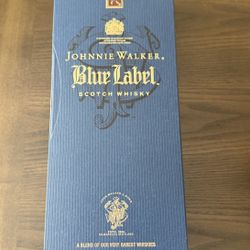 JOHNNIE WALKER
Blue Label
SCOTCH WHISKY
A BLEND OF OUR VERY RAREST WHISKIES